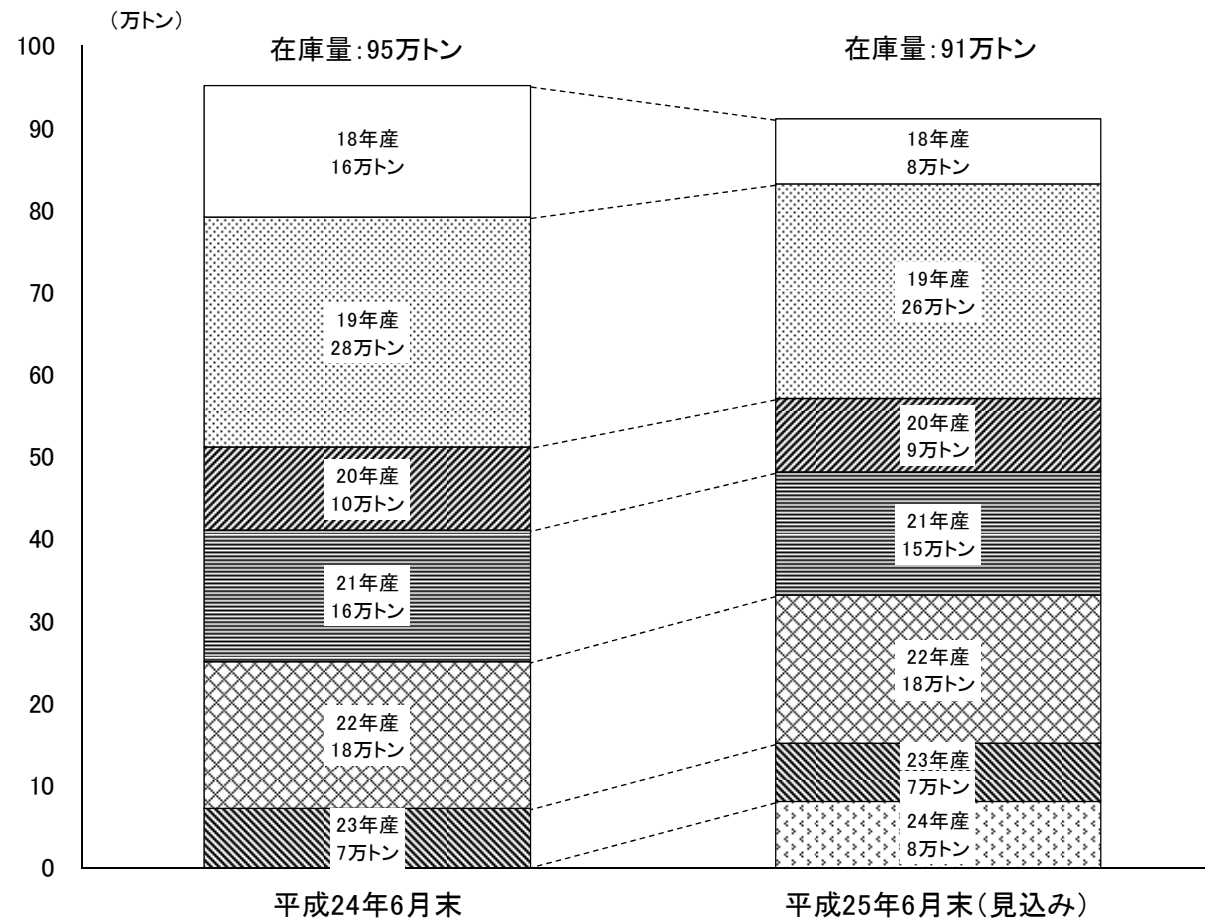 （万トン）
100
90
80
70
60
50
40
30
20
10
0
在庫量：95万トン
18年産
16万トン
19年産
28万トン
20年産
10万トン
21年産
16万トン
22年産
18万トン
23年産
7万トン
平成24年6月末
在庫量：91万トン
18年産
8万トン
19年産
26万トン
20年産
9万トン
21年産
15万トン
22年産
18万トン
23年産
7万トン
24年産
8万トン
平成25年6月末（見込み）